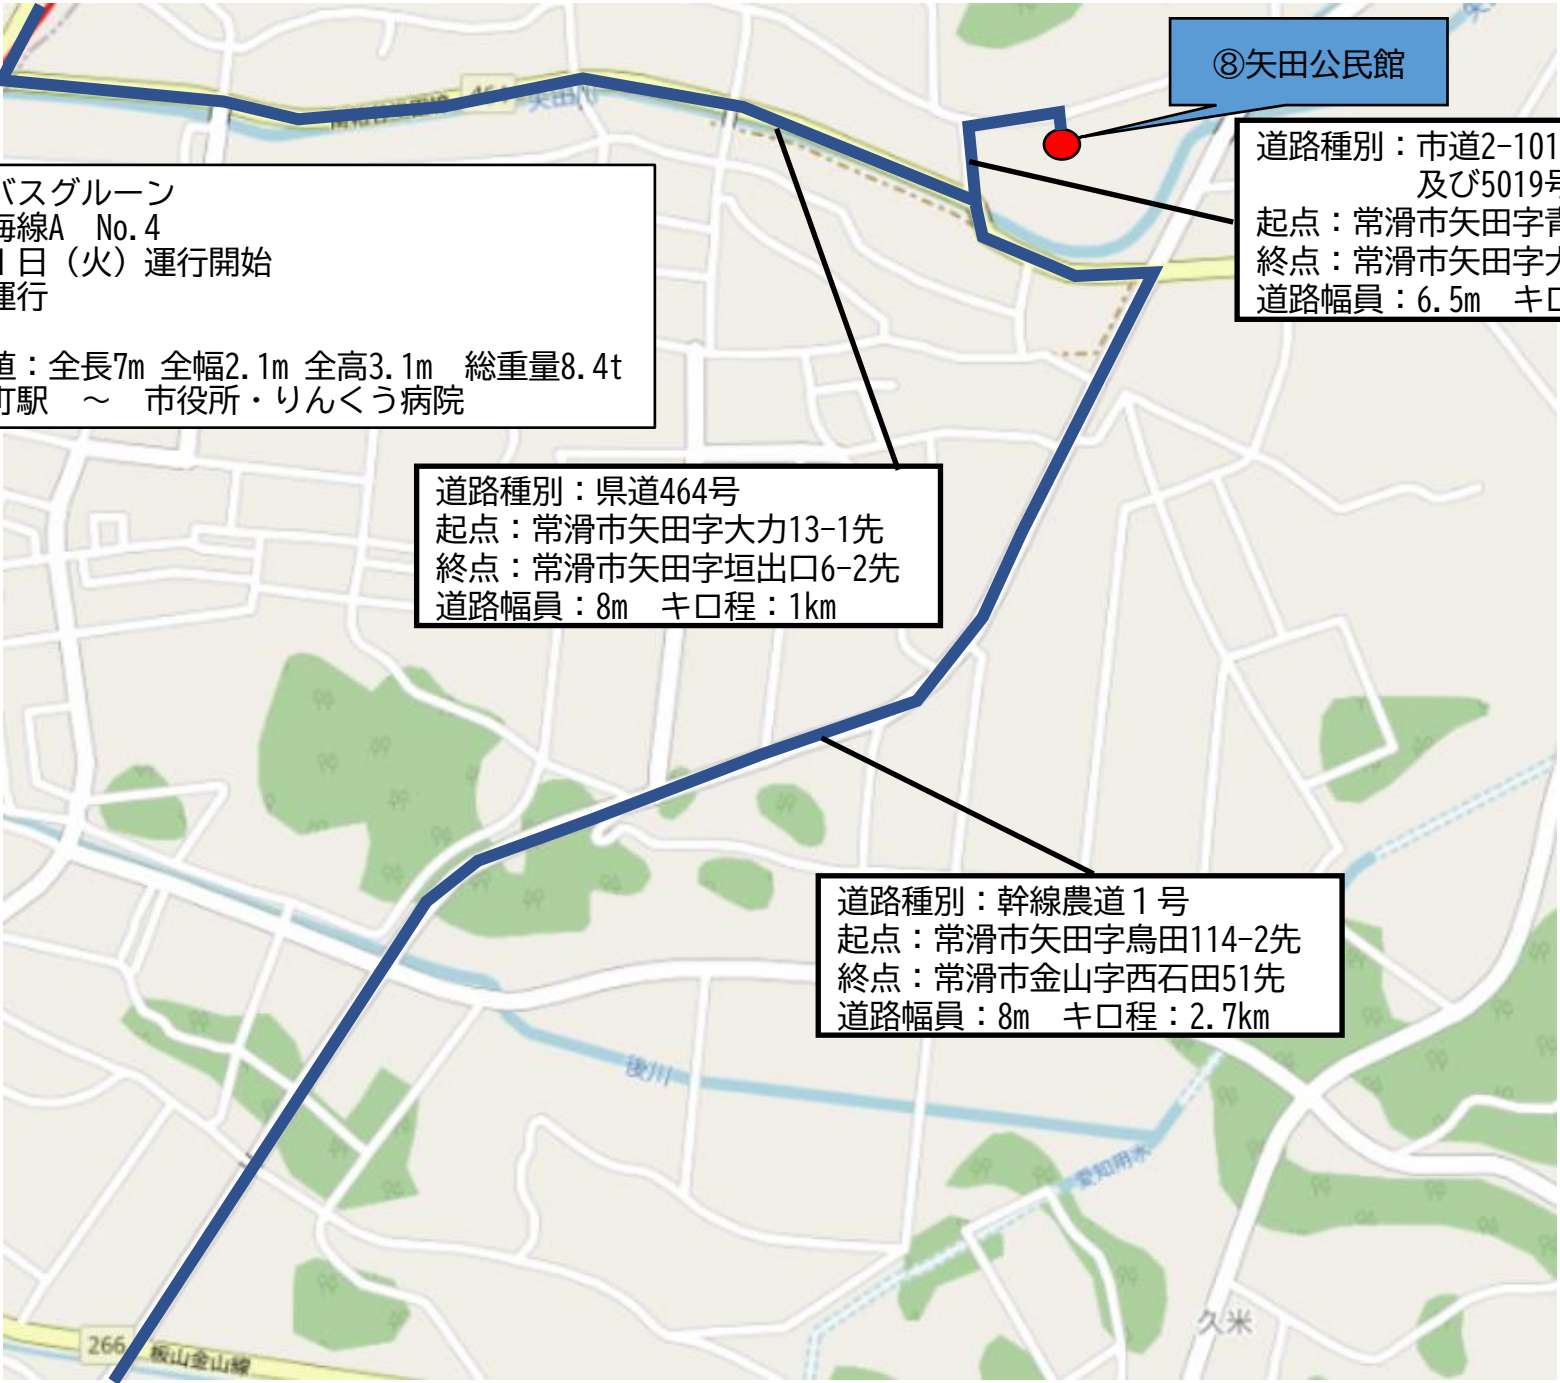 ⑧矢田公民館
464
矢田川
道路種別：市道2-101
及び5019号
起点：常滑市矢田字青
終点：常滑市矢田字大
道路幅員：6.5m　キロ
バスグルーン
海線A　No.4
日（火）運行開始
運行
直：全長7m 全幅2.1m 全高3.1m　総重量8.4t
町駅　～　市役所・りんくう病院
道路種別：県道464号
起点：常滑市矢田字大力13-1先
終点：常滑市矢田字垣出口6-2先
道路幅員：8m　キロ程：1km
道路種別：幹線農道１号
起点：常滑市矢田字鳥田114-2先
終点：常滑市金山字西石田51先
道路幅員：8m　キロ程：2.7km
後川
愛知用水
久米
266
板山金山線